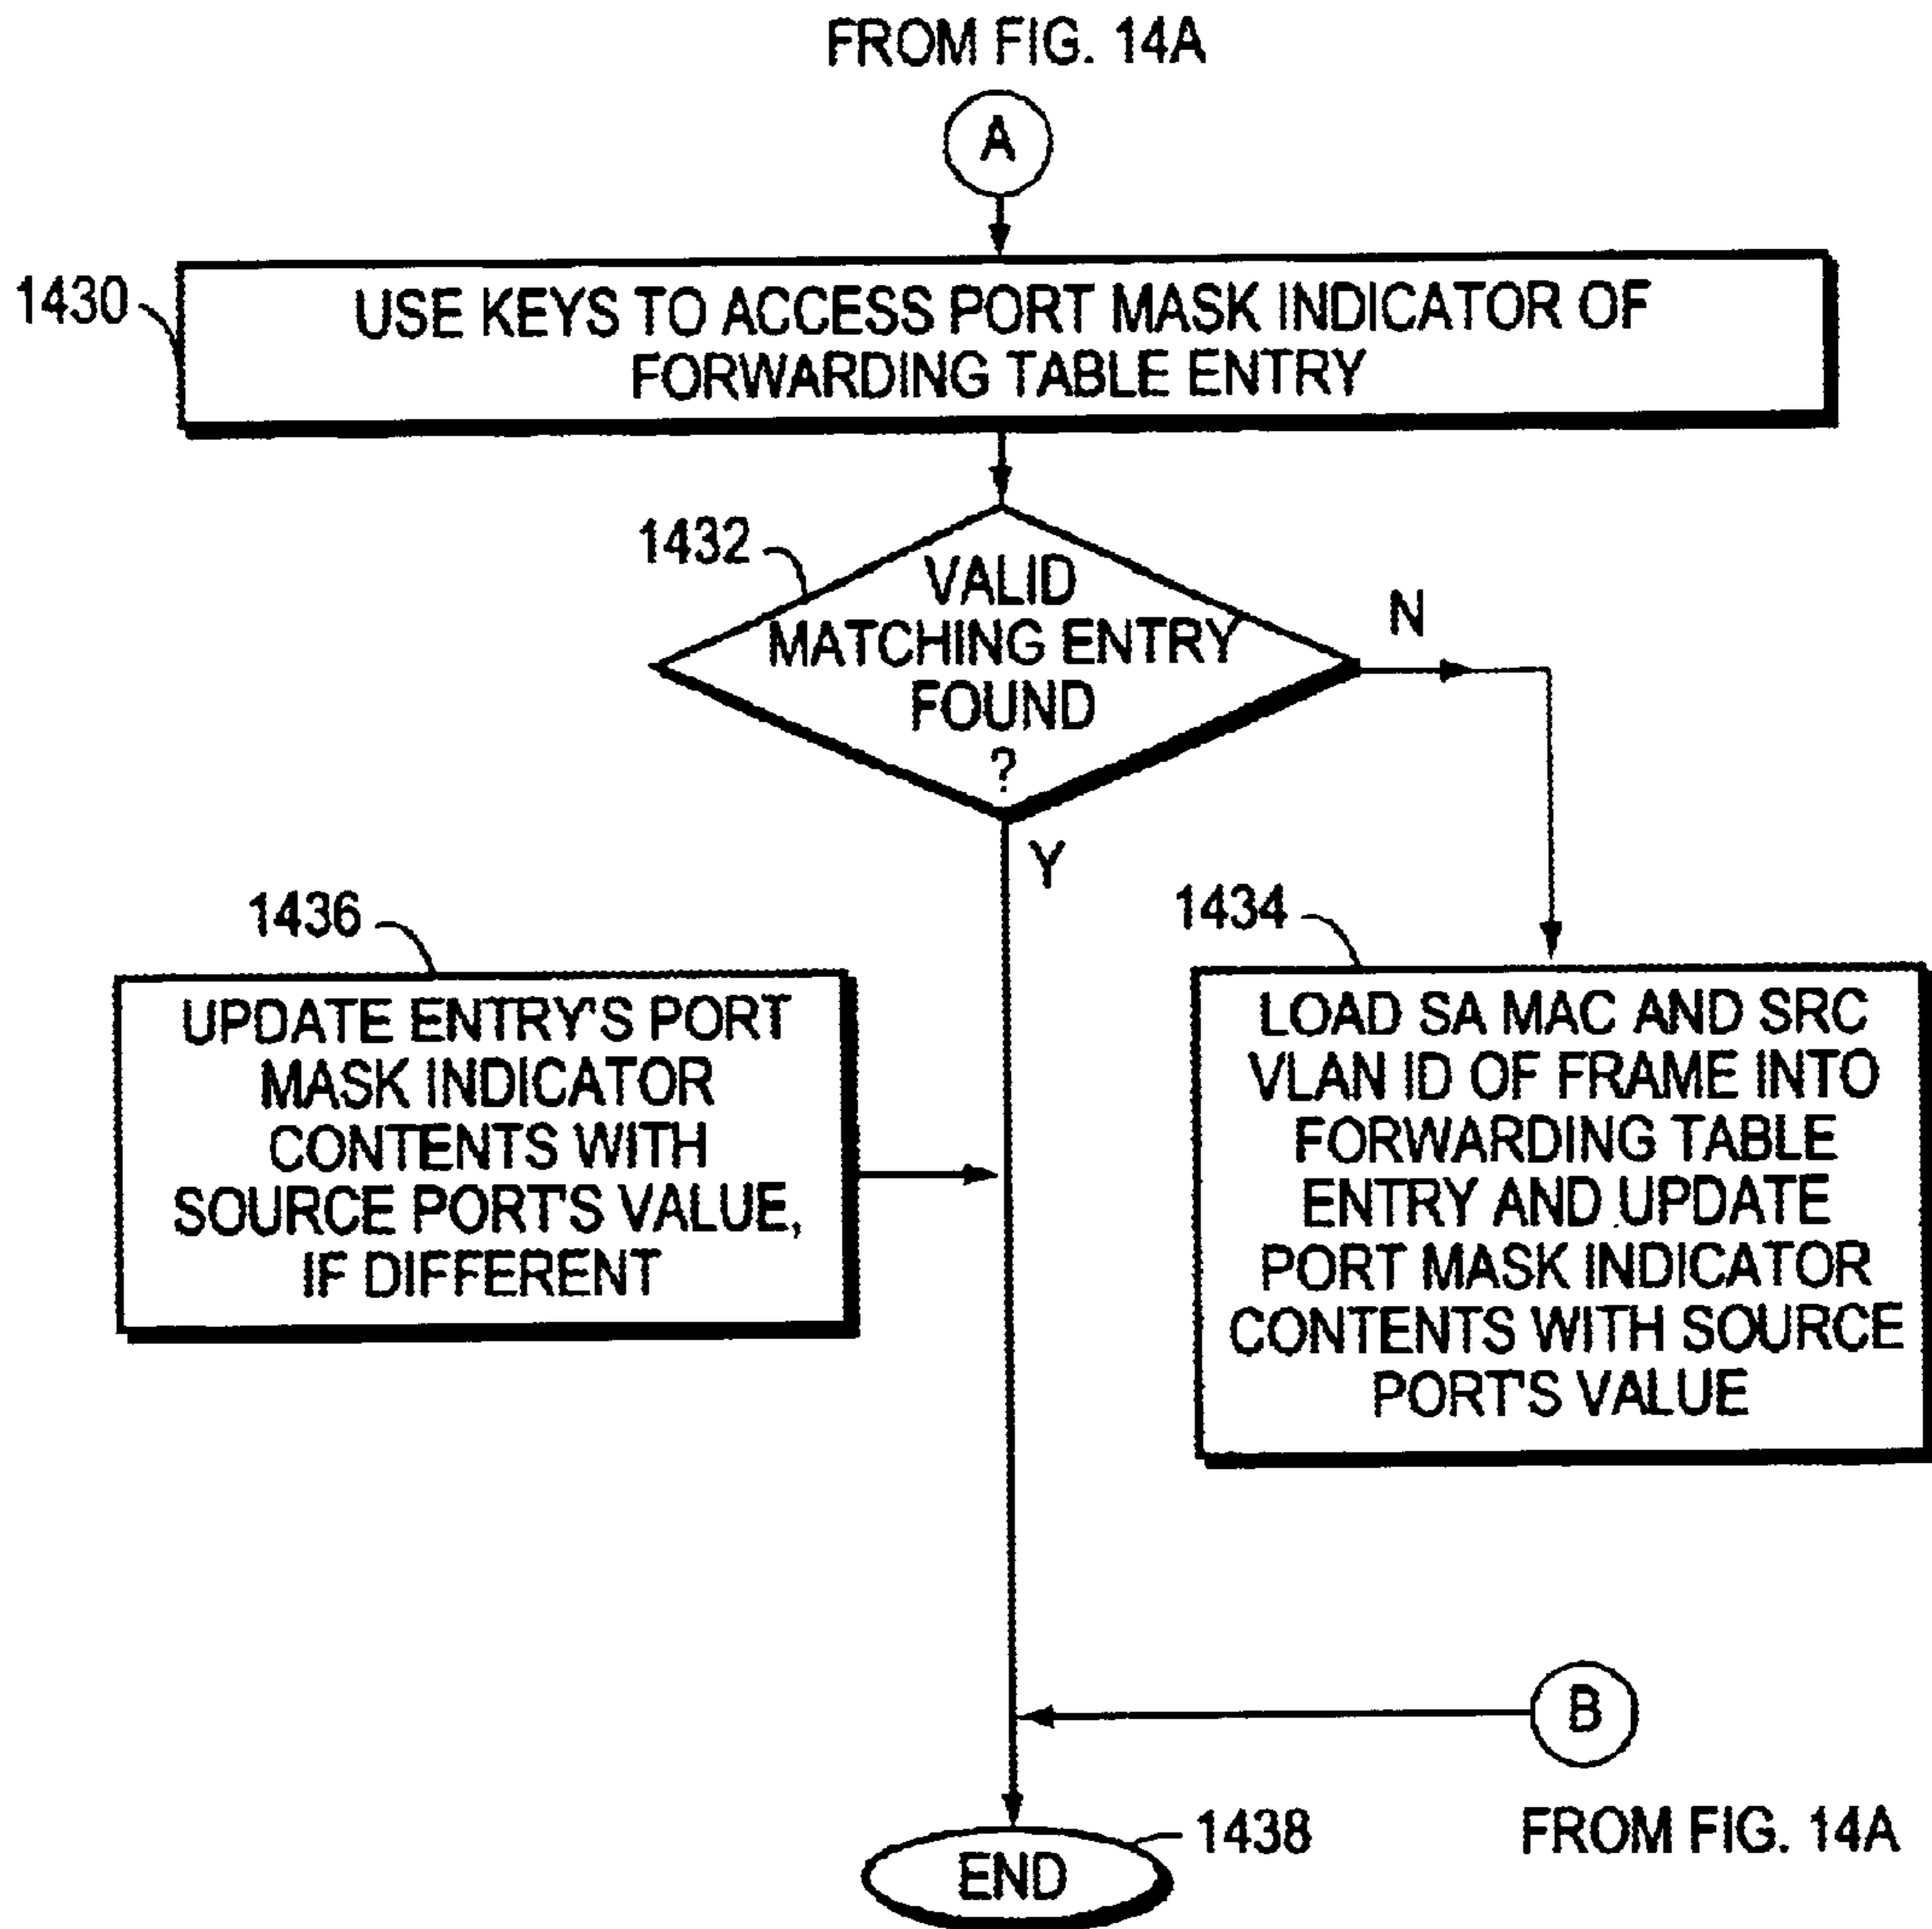 FROM FIG. 14A
A
1430
USE KEYS TO ACCESS PORT MASK INDICATOR OF
FORWARDING TABLE ENTRY
1432
VALID
MATCHING ENTRY
FOUND
?
N
Y
1436
UPDATE ENTRY'S PORT
MASK INDICATOR
CONTENTS WITH
SOURCE PORT'S VALUE,
IF DIFFERENT
1434
LOAD SA MAC AND SRC
VLAN ID OF FRAME INTO
FORWARDING TABLE
ENTRY AND UPDATE
PORT MASK INDICATOR
CONTENTS WITH SOURCE
PORT'S VALUE
B
FROM FIG. 14A
1438
END